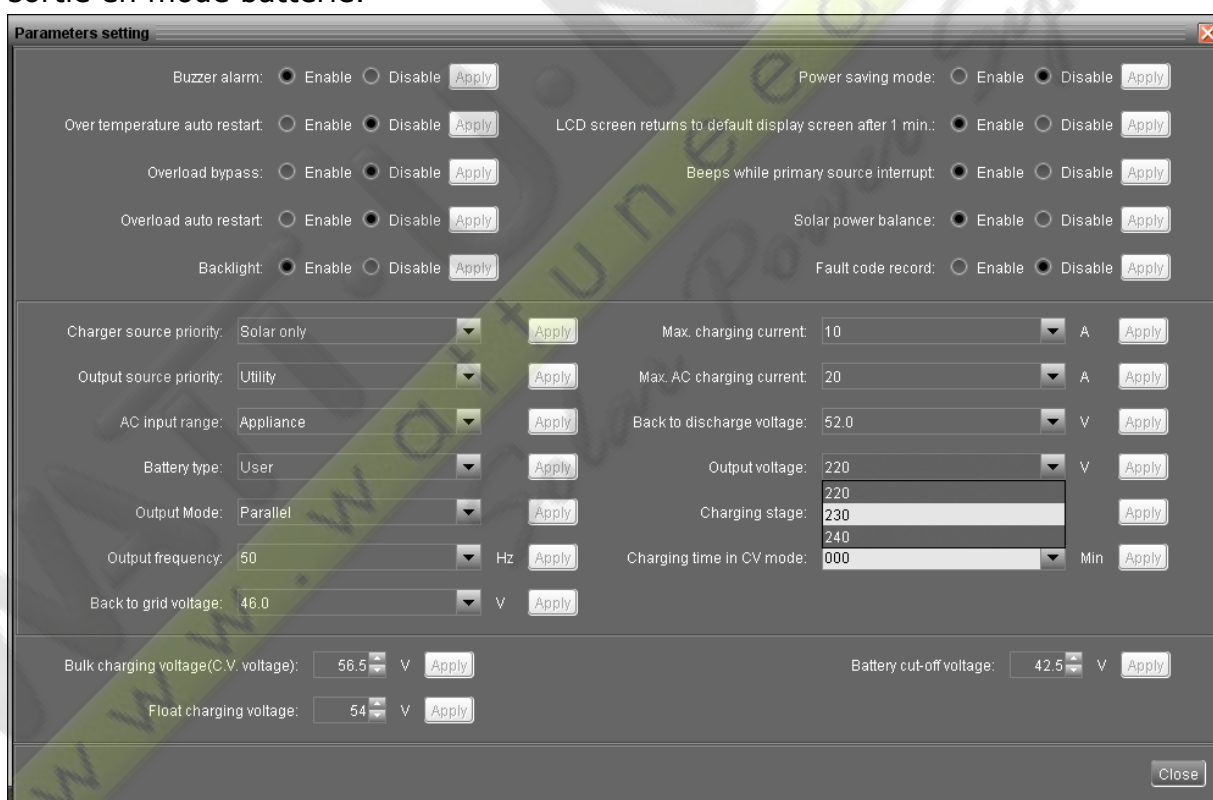 sortie en mode batterie.
Parameters setting
Buzzer alarm: Enable Disable Apply
Power saving mode: Enable Disable Apply
Over temperature auto restart: Enable Disable Apply
LCD screen returns to default display screen after 1 min.: Enable Disable Apply
Overload bypass: Enable Disable Apply
Beeps while primary source interrupt: Enable Disable Apply
Overload auto restart: Enable Disable Apply
Solar power balance: Enable Disable Apply
Backlight: Enable Disable Apply
Fault code record: Enable Disable Apply
Charger source priority: Solar only Apply
Max. charging current: 10 A Apply
Output source priority: Utility Apply
Max. AC charging current: 20 A Apply
AC input range: Appliance Apply
Back to discharge voltage: 52.0 V Apply
Battery type: User Apply
Output voltage: 220 V Apply
220
230
240
Output Mode: Parallel Apply
Charging stage: Apply
Output frequency: 50 Hz Apply
Charging time in CV mode: 000 Min Apply
Back to grid voltage: 46.0 V Apply
Bulk charging voltage(C.V. voltage): 56.5 V Apply
Battery cut-off voltage: 42.5 V Apply
Float charging voltage: 54 V Apply
Close